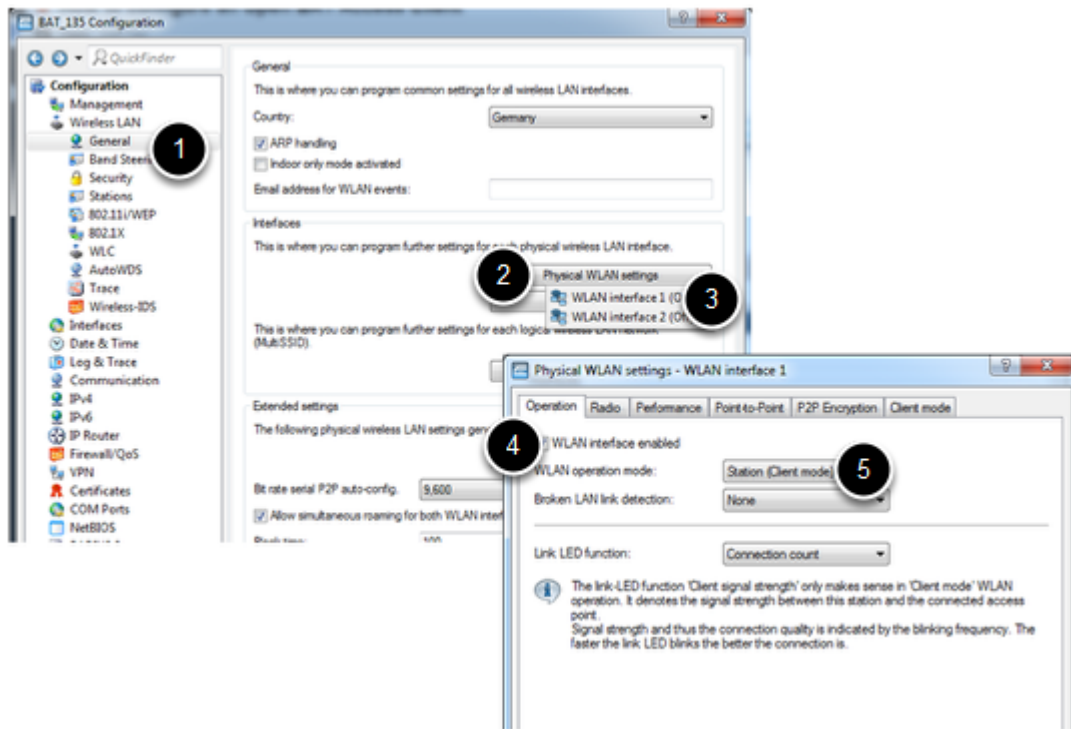 BAT_135 Configuration
QuickFinder
Configuration
Management
Wireless LAN
General
1
Band Steerin
Security
Stations
802.11i/WEP
802.1X
WLC
AutoWDS
Trace
Wireless-IDS
Interfaces
Date & Time
Log & Trace
Communication
IPv4
IPv6
IP Router
Firewall/QoS
VPN
Certificates
COM Ports
NetBIOS
General
This is where you can program common settings for all wireless LAN interfaces.
Country:
Germany
ARP handling
Indoor only mode activated
Email address for WLAN events:
Interfaces
This is where you can program further settings for each physical wireless LAN interface.
2
Physical WLAN settings
WLAN interface 1 (O
WLAN interface 2 (O
3
This is where you can program further settings for each logical wireless LAN network
(MultiSSID).
Extended settings
The following physical wireless LAN settings
Bit rate serial P2P auto-config.
9,600
Allow simultaneous roaming for both WLAN interf
100
Physical WLAN settings - WLAN interface 1
Operation
Radio
Performance
Point-to-Point
P2P Encryption
Client mode
4
WLAN interface enabled
WLAN operation mode:
Station (Client mode)
5
Broken LAN link detection:
None
Link LED function:
Connection count
The link-LED function 'Client signal strength' only makes sense in 'Client mode' WLAN
operation. It denotes the signal strength between this station and the connected access
point.
Signal strength and thus the connection quality is indicated by the blinking frequency. The
faster the link LED blinks the better the connection is.